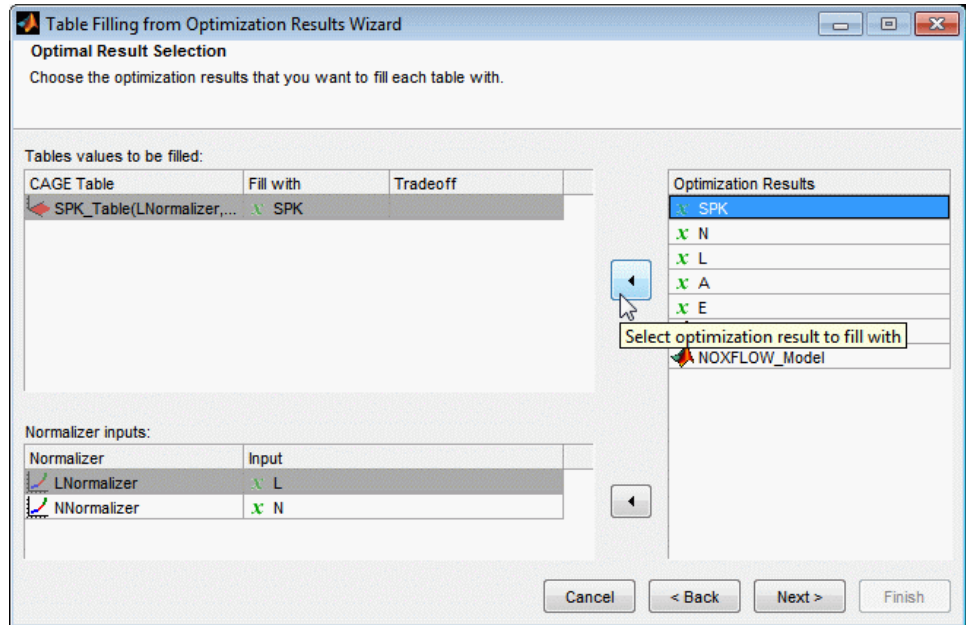 Table Filling from Optimization Results Wizard
Optimal Result Selection
Choose the optimization results that you want to fill each table with.
Tables values to be filled:
CAGE Table Fill with Tradeoff
SPK_Table(LNormalizer,... x SPK
Optimization Results
x SPK
x N
x L
x A
x E
Select optimization result to fill with
NOXFLOW_Model
Normalizer inputs:
Normalizer Input
LNormalizer x L
NNormalizer x N
Cancel < Back Next > Finish